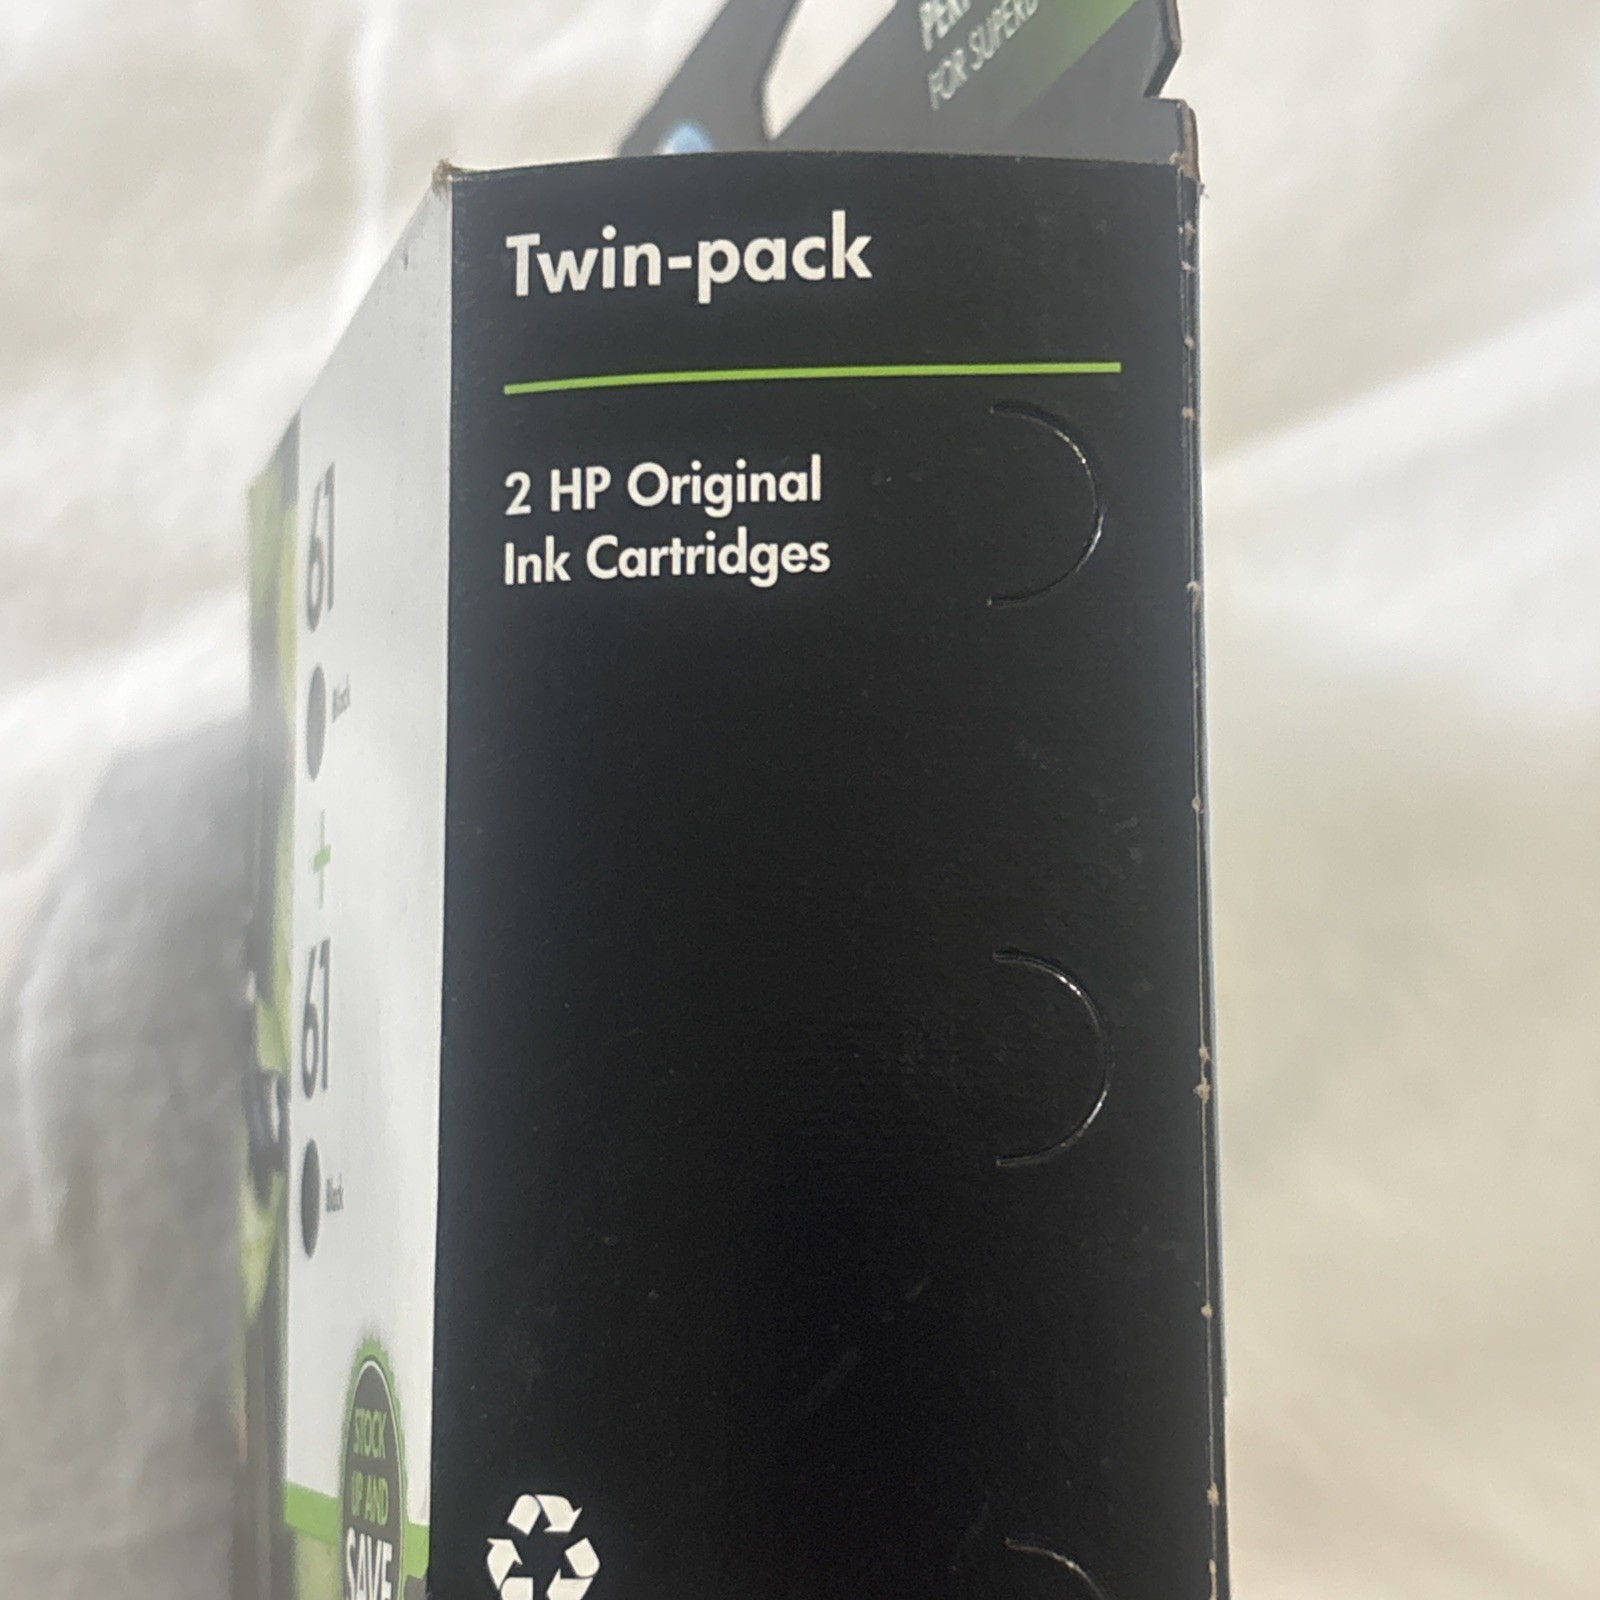 FOR SUPERB
Twin-pack
2 HP Original
Ink Cartridges
61
Black
+
61
Black
STOCK
UP AND
SAVE